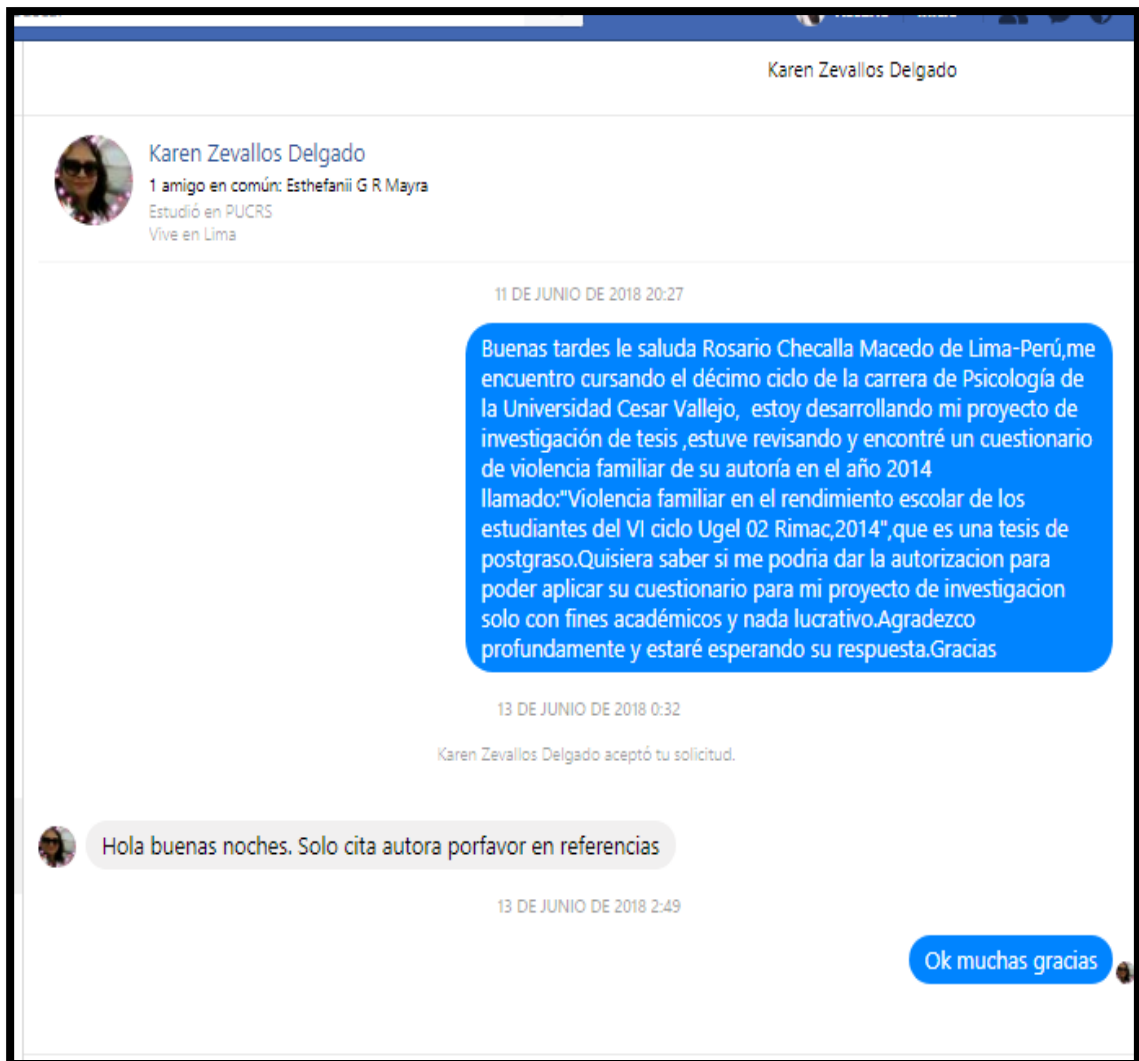 Karen Zevallos Delgado
Karen Zevallos Delgado
1 amigo en común: Esthefanii G R Mayra
Estudió en PUCRS
Vive en Lima
11 DE JUNIO DE 2018 20:27
Buenas tardes le saluda Rosario Checalla Macedo de Lima-Perú,me
encuentro cursando el décimo ciclo de la carrera de Psicología de
la Universidad Cesar Vallejo, estoy desarrollando mi proyecto de
investigación de tesis ,estuve revisando y encontré un cuestionario
de violencia familiar de su autoría en el año 2014
llamado:"Violencia familiar en el rendimiento escolar de los
estudiantes del VI ciclo Ugel 02 Rimac,2014",que es una tesis de
postgraso.Quisiera saber si me podria dar la autorizacion para
poder aplicar su cuestionario para mi proyecto de investigacion
solo con fines académicos y nada lucrativo.Agradezco
profundamente y estaré esperando su respuesta.Gracias
13 DE JUNIO DE 2018 0:32
Karen Zevallos Delgado aceptó tu solicitud.
Hola buenas noches. Solo cita autora porfavor en referencias
13 DE JUNIO DE 2018 2:49
Ok muchas gracias